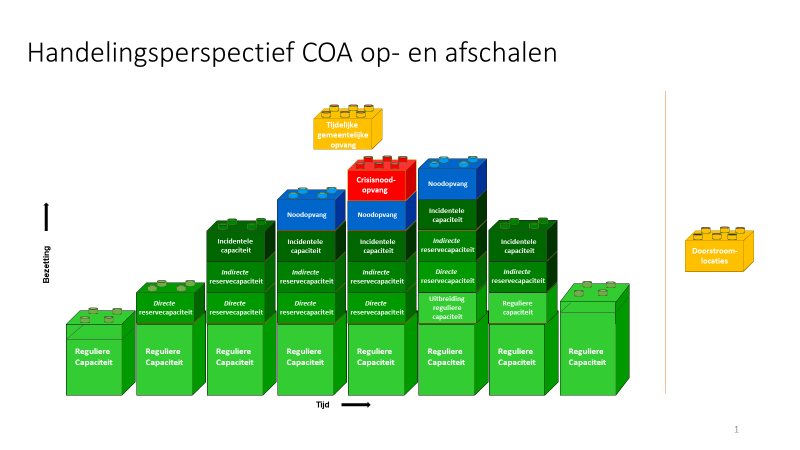 Handelingsperspectief COA op- en afschalen
Tijdelijke
gemeentelijke
opvang
Crisisnood-
opvang
Noodopvang
Noodopvang
Noodopvang
Incidentele
capaciteit
Incidentele
capaciteit
Incidentele
capaciteit
Incidentele
capaciteit
Incidentele
capaciteit
Indirecte
reservecapaciteit
Indirecte
reservecapaciteit
Indirecte
reservecapaciteit
Indirecte
reservecapaciteit
Indirecte
reservecapaciteit
Directe
reservecapaciteit
Directe
reservecapaciteit
Directe
reservecapaciteit
Directe
reservecapaciteit
Directe
reservecapaciteit
Uitbreiding
reguliere
capaciteit
Reguliere
capaciteit
Reguliere
Capaciteit
Reguliere
Capaciteit
Reguliere
Capaciteit
Reguliere
Capaciteit
Reguliere
Capaciteit
Reguliere
Capaciteit
Reguliere
Capaciteit
Reguliere
Capaciteit
Bezetting
Tijd
Doorstroom-
locaties
1